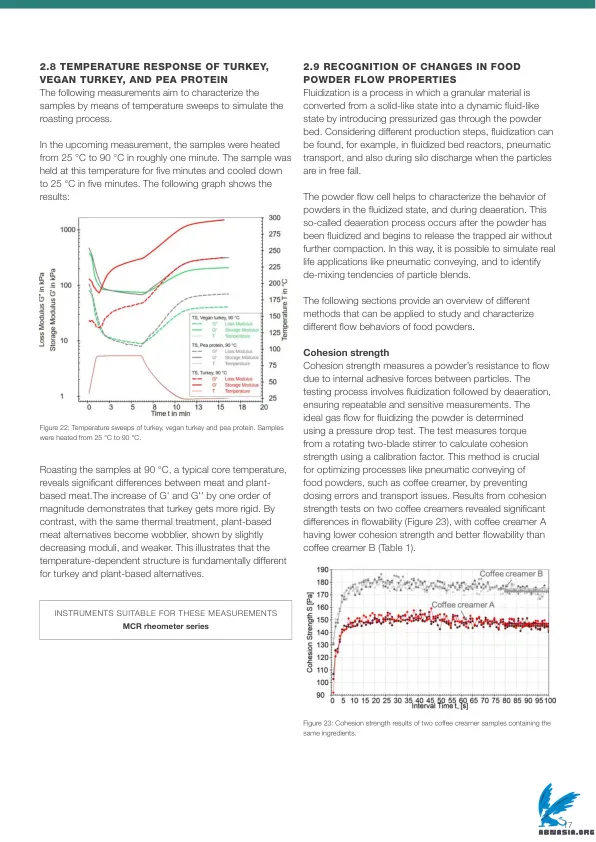 2.8 TEMPERATURE RESPONSE OF TURKEY,
VEGAN TURKEY, AND PEA PROTEIN
The following measurements aim to characterize the
samples by means of temperature sweeps to simulate the
roasting process.
In the upcoming measurement, the samples were heated
from 25 °C to 90 °C in roughly one minute. The sample was
held at this temperature for five minutes and cooled down
to 25 °C in five minutes. The following graph shows the
results:
Loss Modulus G'' in kPa
Storage Modulus G' in kPa
1000
100
10
1
300
275
250
225
200
175
150
125
100
75
50
25
Temperature T in °C
TS, Vegan turkey, 90 °C
G'' Loss Modulus
G' Storage Modulus
T Temperature
TS, Pea protein, 90 °C
G'' Loss Modulus
G' Storage Modulus
T Temperature
TS, Turkey, 90 °C
G'' Loss Modulus
G' Storage Modulus
T Temperature
0 3 5 8 10 13 15 18 20
Time t in min
Figure 22: Temperature sweeps of turkey, vegan turkey and pea protein. Samples
were heated from 25 °C to 90 °C.
Roasting the samples at 90 °C, a typical core temperature,
reveals significant differences between meat and plant-
based meat.The increase of G' and G'' by one order of
magnitude demonstrates that turkey gets more rigid. By
contrast, with the same thermal treatment, plant-based
meat alternatives become wobblier, shown by slightly
decreasing moduli, and weaker. This illustrates that the
temperature-dependent structure is fundamentally different
for turkey and plant-based alternatives.
INSTRUMENTS SUITABLE FOR THESE MEASUREMENTS
MCR rheometer series
2.9 RECOGNITION OF CHANGES IN FOOD
POWDER FLOW PROPERTIES
Fluidization is a process in which a granular material is
converted from a solid-like state into a dynamic fluid-like
state by introducing pressurized gas through the powder
bed. Considering different production steps, fluidization can
be found, for example, in fluidized bed reactors, pneumatic
transport, and also during silo discharge when the particles
are in free fall.
The powder flow cell helps to characterize the behavior of
powders in the fluidized state, and during deaeration. This
so-called deaeration process occurs after the powder has
been fluidized and begins to release the trapped air without
further compaction. In this way, it is possible to simulate real
life applications like pneumatic conveying, and to identify
de-mixing tendencies of particle blends.
The following sections provide an overview of different
methods that can be applied to study and characterize
different flow behaviors of food powders.
Cohesion strength
Cohesion strength measures a powder's resistance to flow
due to internal adhesive forces between particles. The
testing process involves fluidization followed by deaeration,
ensuring repeatable and sensitive measurements. The
ideal gas flow for fluidizing the powder is determined
using a pressure drop test. The test measures torque
from a rotating two-blade stirrer to calculate cohesion
strength using a calibration factor. This method is crucial
for optimizing processes like pneumatic conveying of
food powders, such as coffee creamer, by preventing
dosing errors and transport issues. Results from cohesion
strength tests on two coffee creamers revealed significant
differences in flowability (Figure 23), with coffee creamer A
having lower cohesion strength and better flowability than
coffee creamer B (Table 1).
Cohesion Strength S [Pa]
190
180
170
160
150
140
130
120
110
100
90
Coffee creamer B
Coffee creamer A
0 5 10 15 20 25 30 35 40 45 50 55 60 65 70 75 80 85 90 95 100
Interval Time t, [s]
Figure 23: Cohesion strength results of two coffee creamer samples containing the
same ingredients.
ABNASIA.ORG